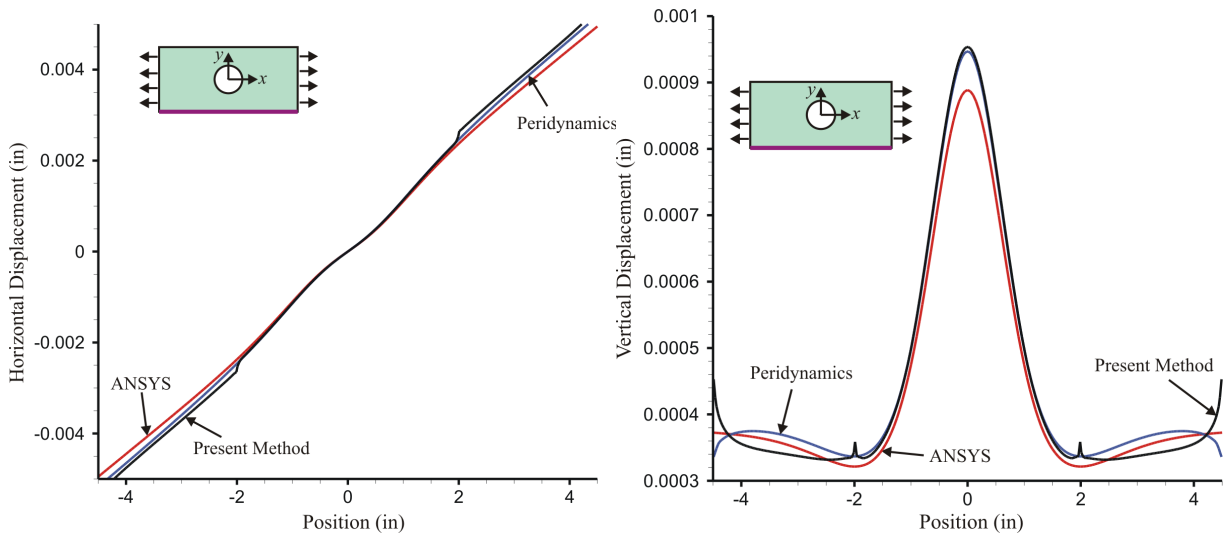 0.004
0.002
0
-0.002
-0.004
-4
-2
0
2
4
Horizontal Displacement (in)
Position (in)
y
x
Peridynamics
ANSYS
Present Method
0.001
0.0009
0.0008
0.0007
0.0006
0.0005
0.0004
0.0003
-4
-2
0
2
4
Vertical Displacement (in)
Position (in)
y
x
Peridynamics
Present Method
ANSYS